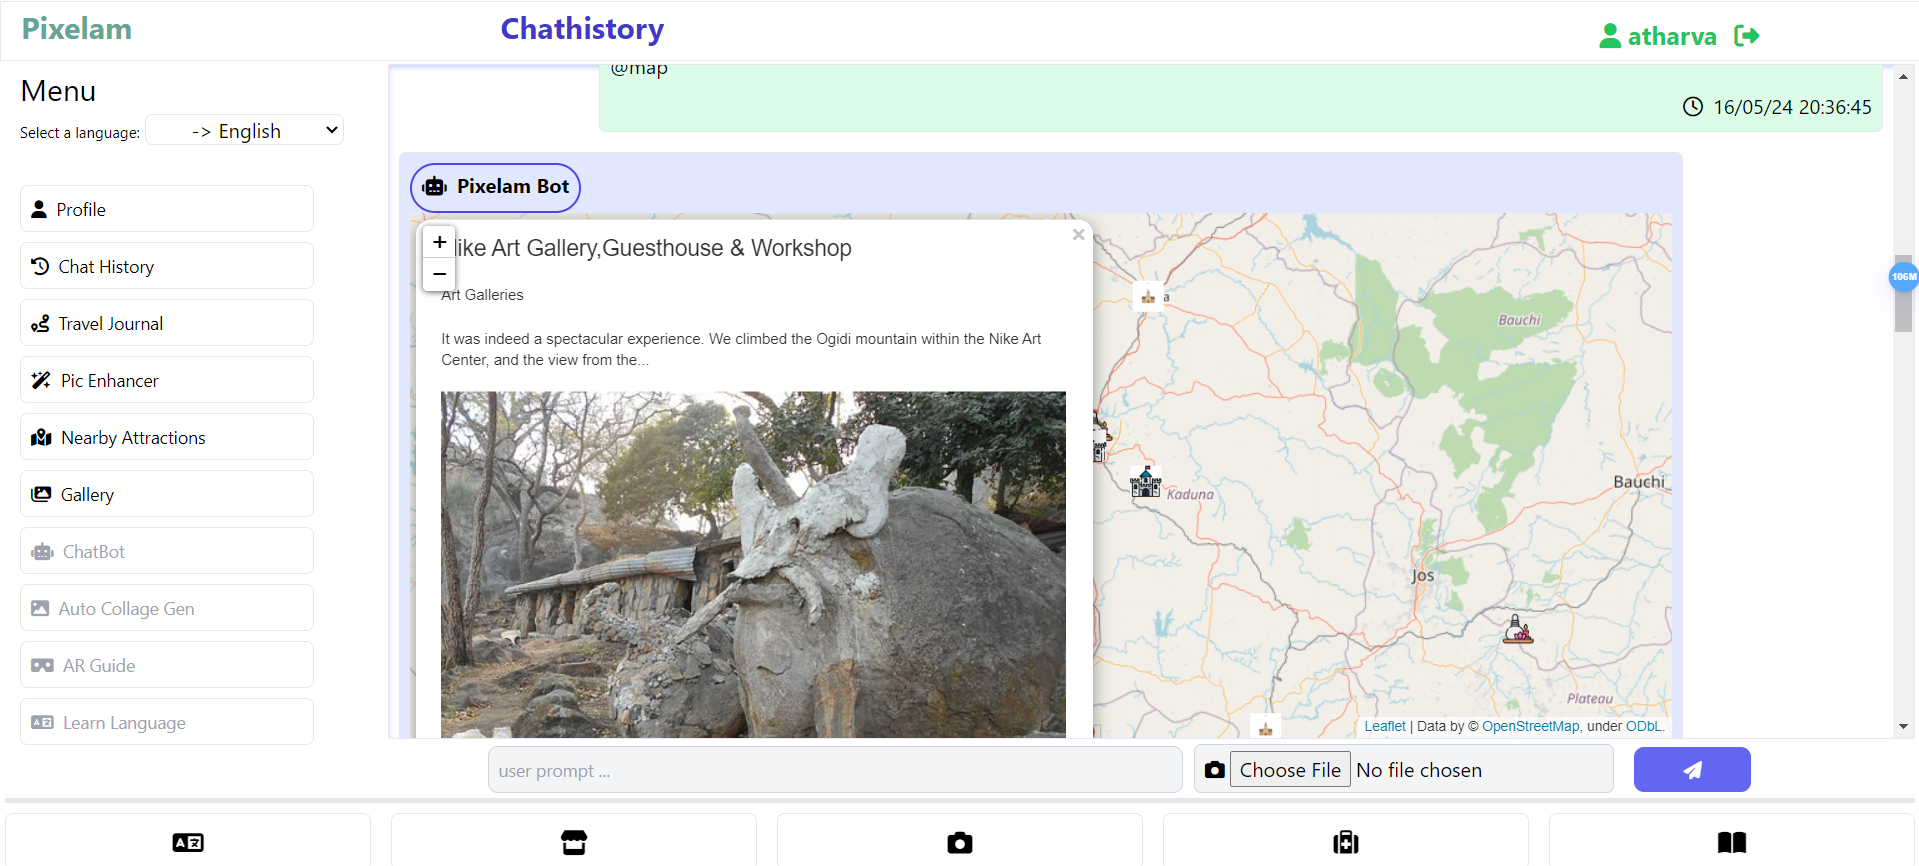 Pixelam
Chathistory
atharva
Menu
Select a language:
-> English
Profile
Chat History
Travel Journal
Pic Enhancer
Nearby Attractions
Gallery
ChatBot
Auto Collage Gen
AR Guide
Learn Language
@map
16/05/24 20:36:45
Pixelam Bot
+
−
ike Art Gallery,Guesthouse & Workshop
×
Art Galleries
It was indeed a spectacular experience. We climbed the Ogidi mountain within the Nike Art
Center, and the view from the...
Bauchi
Bauchi
Kaduna
Jos
Plateau
Leaflet | Data by © OpenStreetMap, under ODbL.
106M
user prompt ...
Choose File No file chosen